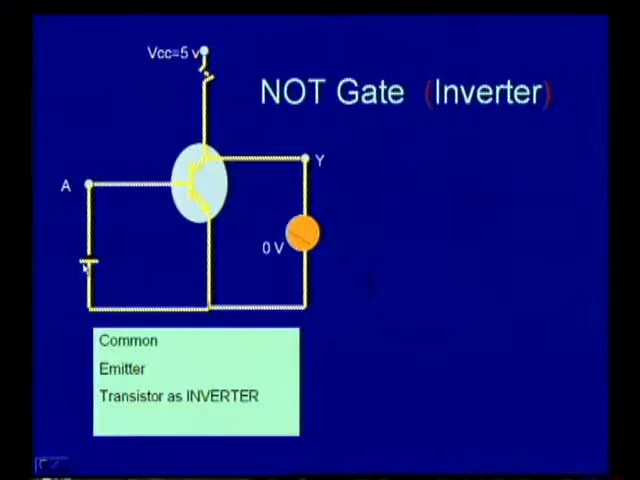 Vcc=5 v
NOT Gate (Inverter)
Y
A
0 V
Common
Emitter
Transistor as INVERTER